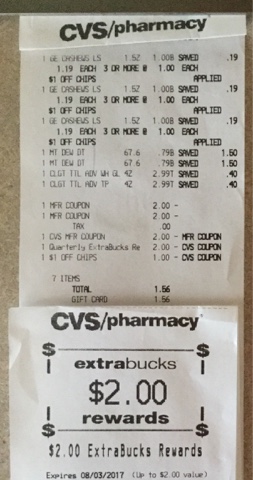 CVS/pharmacy
1 GE CASHEWS LS 1.5Z 1.00B SAVED .19
1.19 EACH 3 OR MORE @ 1.00 EACH
$1 OFF CHIPS APPLIED
1 GE CASHEWS LS 1.5Z 1.00B SAVED .19
1.19 EACH 3 OR MORE @ 1.00 EACH
$1 OFF CHIPS APPLIED
1 GE CASHEWS LS 1.5Z 1.00B SAVED .19
1.19 EACH 3 OR MORE @ 1.00 EACH
$1 OFF CHIPS APPLIED
1 MT DEW DT 67.6 .79B SAVED 1.50
1 MT DEW DT 67.6 .79B SAVED 1.50
1 CLGT TTL ADV WH GL 4Z 2.99T SAVED .40
1 CLGT TTL ADV TP 4Z 2.99T SAVED .40
1 MFR COUPON 2.00 -
1 MFR COUPON 2.00 -
TAX .00
1 CVS MFR COUPON 2.00 - MFR COUPON
1 Quarterly ExtraBucks Re 2.00 - CVS COUPON
1 $1 OFF CHIPS 1.00 - CVS COUPON
7 ITEMS
TOTAL 1.56
GIFT CARD 1.56
CVS/pharmacy
$ $
extrabucks
$2.00
rewards
$ $
$2.00 ExtraBucks Rewards
Expires 08/03/2017 (Up to $2.00 value)